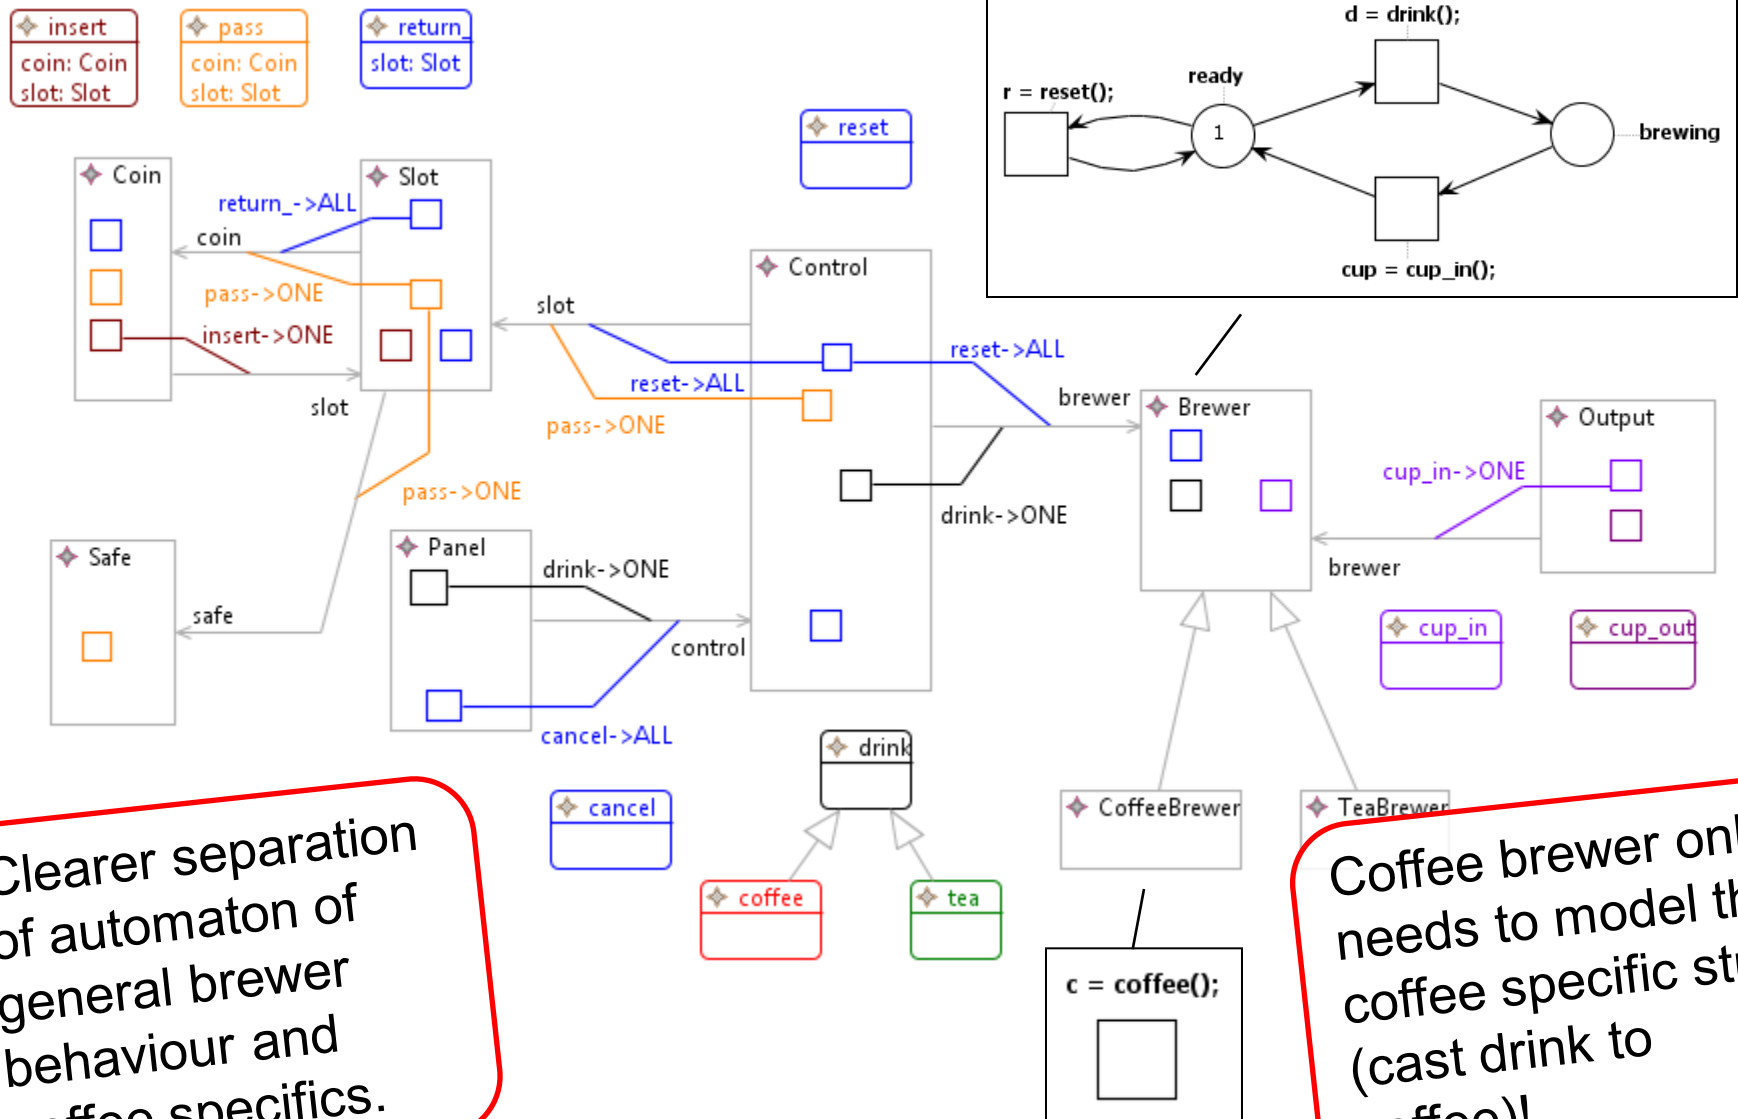 insert
coin: Coin
slot: Slot
pass
coin: Coin
slot: Slot
return_
slot: Slot
reset
d = drink();
ready
r = reset();
1
brewing
cup = cup_in();
Coin
Slot
return_->ALL
coin
pass->ONE
insert->ONE
slot
pass->ONE
Control
slot
reset->ALL
reset->ALL
pass->ONE
brewer
drink->ONE
Brewer
Output
cup_in->ONE
brewer
Safe
safe
Panel
drink->ONE
control
cancel->ALL
cup_in
cup_out
drink
cancel
coffee
tea
CoffeeBrewer
TeaBrewer
c = coffee();
Clearer separation
of automaton of
general brewer
behaviour and
specifics.
Coffee brewer
needs to model
coffee specific
(cast drink to